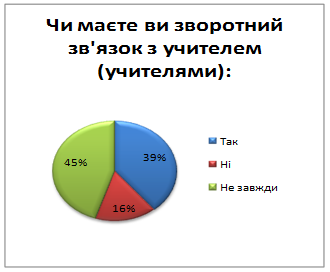 Чи маєте ви зворотний
зв'язок з учителем
(учителями):
45%
39%
16%
Так
Ні
Не завжди